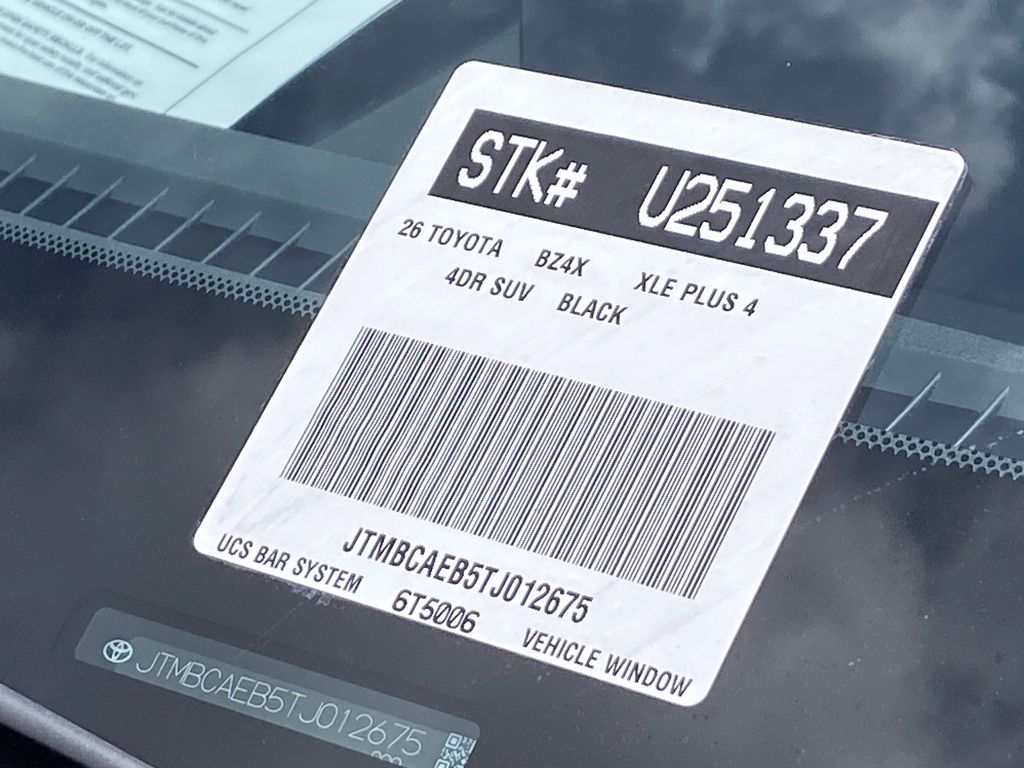 STK# U251337
26 TOYOTA BZ4X XLE PLUS 4
4DR SUV BLACK
JTMBCAEB5TJ012675
UCS BAR SYSTEM 6T5006 VEHICLE WINDOW
JTMBCAEB5TJ012675